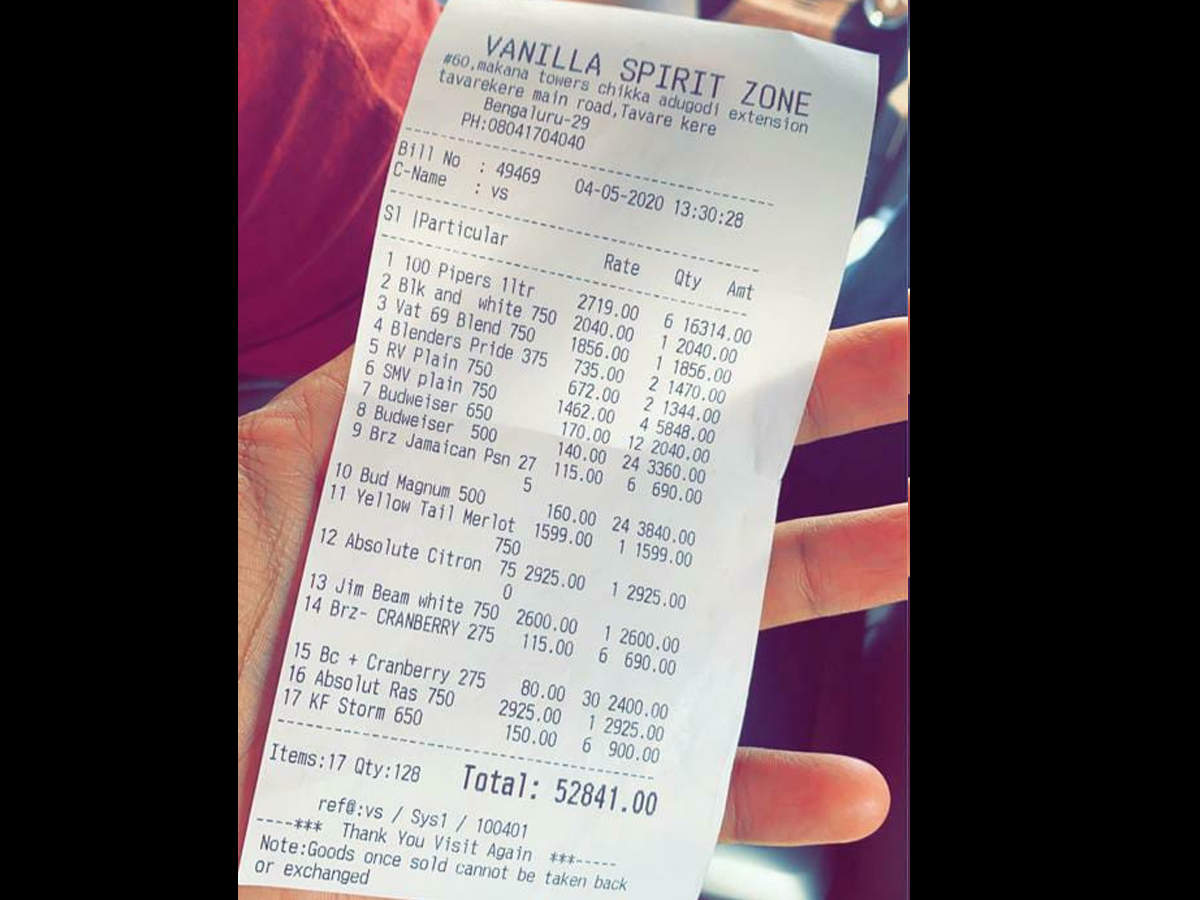 VANILLA SPIRIT ZONE
#60,makana towers chikka adugodi extension
tavarekere main road,Tavare kere
Bengaluru-29
PH:08041704040
Bill No : 49469 04-05-2020 13:30:28
C-Name : vs
Sl |Particular Rate Qty Amt
1 100 Pipers 1ltr 2719.00 6 16314.00
2 Blk and white 750 2040.00 1 2040.00
3 Vat 69 Blend 750 1856.00 1 1856.00
4 Blenders Pride 375 735.00 2 1470.00
5 RV Plain 750 672.00 2 1344.00
6 SMV plain 750 1462.00 4 5848.00
7 Budweiser 650 170.00 12 2040.00
8 Budweiser 500 140.00 24 3360.00
9 Brz Jamaican Psn 27 115.00 6 690.00
5
10 Bud Magnum 500 160.00 24 3840.00
11 Yellow Tail Merlot 1599.00 1 1599.00
750
12 Absolute Citron 75 2925.00 1 2925.00
0
13 Jim Beam white 750 2600.00 1 2600.00
14 Brz- CRANBERRY 275 115.00 6 690.00
15 Bc + Cranberry 275 80.00 30 2400.00
16 Absolut Ras 750 2925.00 1 2925.00
17 KF Storm 650 150.00 6 900.00
Items:17 Qty:128 Total: 52841.00
ref@:vs / Sys1 / 100401
----*** Thank You Visit Again ***-----
Note:Goods once sold cannot be taken back
or exchanged